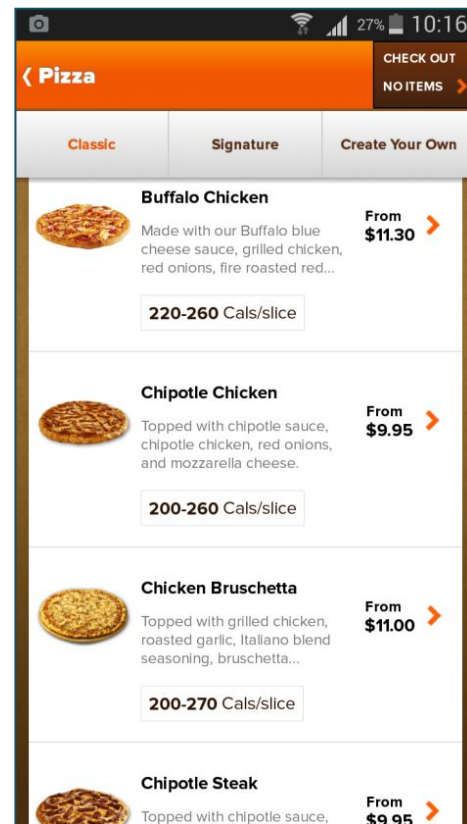 27% 10:16
Pizza
CHECK OUT
NO ITEMS
Classic
Signature
Create Your Own
Buffalo Chicken
Made with our Buffalo blue
cheese sauce, grilled chicken,
red onions, fire roasted red...
From
$11.30
220-260 Cals/slice
Chipotle Chicken
Topped with chipotle sauce,
chipotle chicken, red onions,
and mozzarella cheese.
From
$9.95
200-260 Cals/slice
Chicken Bruschetta
Topped with grilled chicken,
roasted garlic, Italiano blend
seasoning, bruschetta...
From
$11.00
200-270 Cals/slice
Chipotle Steak
Topped with chipotle sauce,
From
$9.95